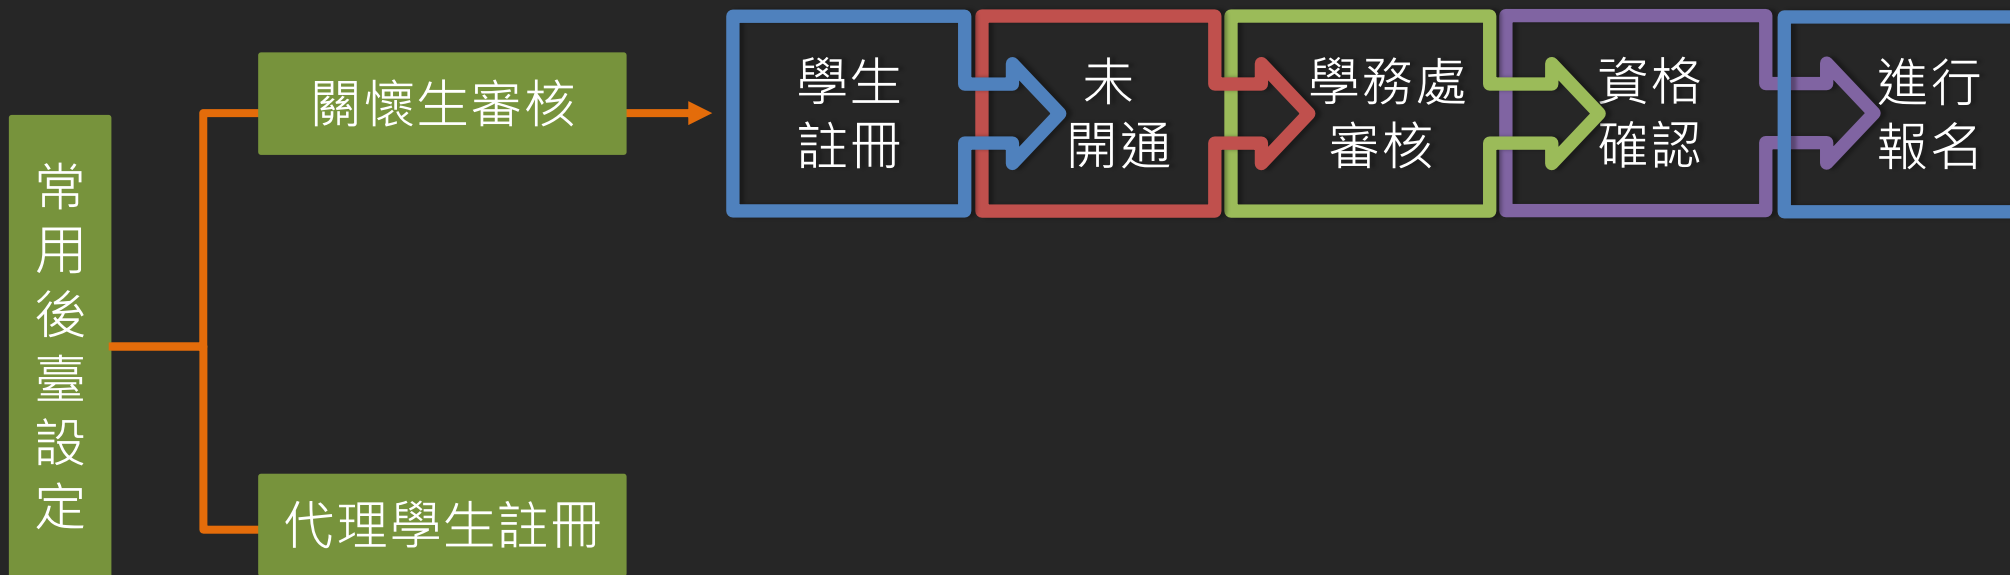 常用後臺設定
關懷生審核
學生
註冊
未
開通
學務處
審核
資格
確認
進行
報名
代理學生註冊